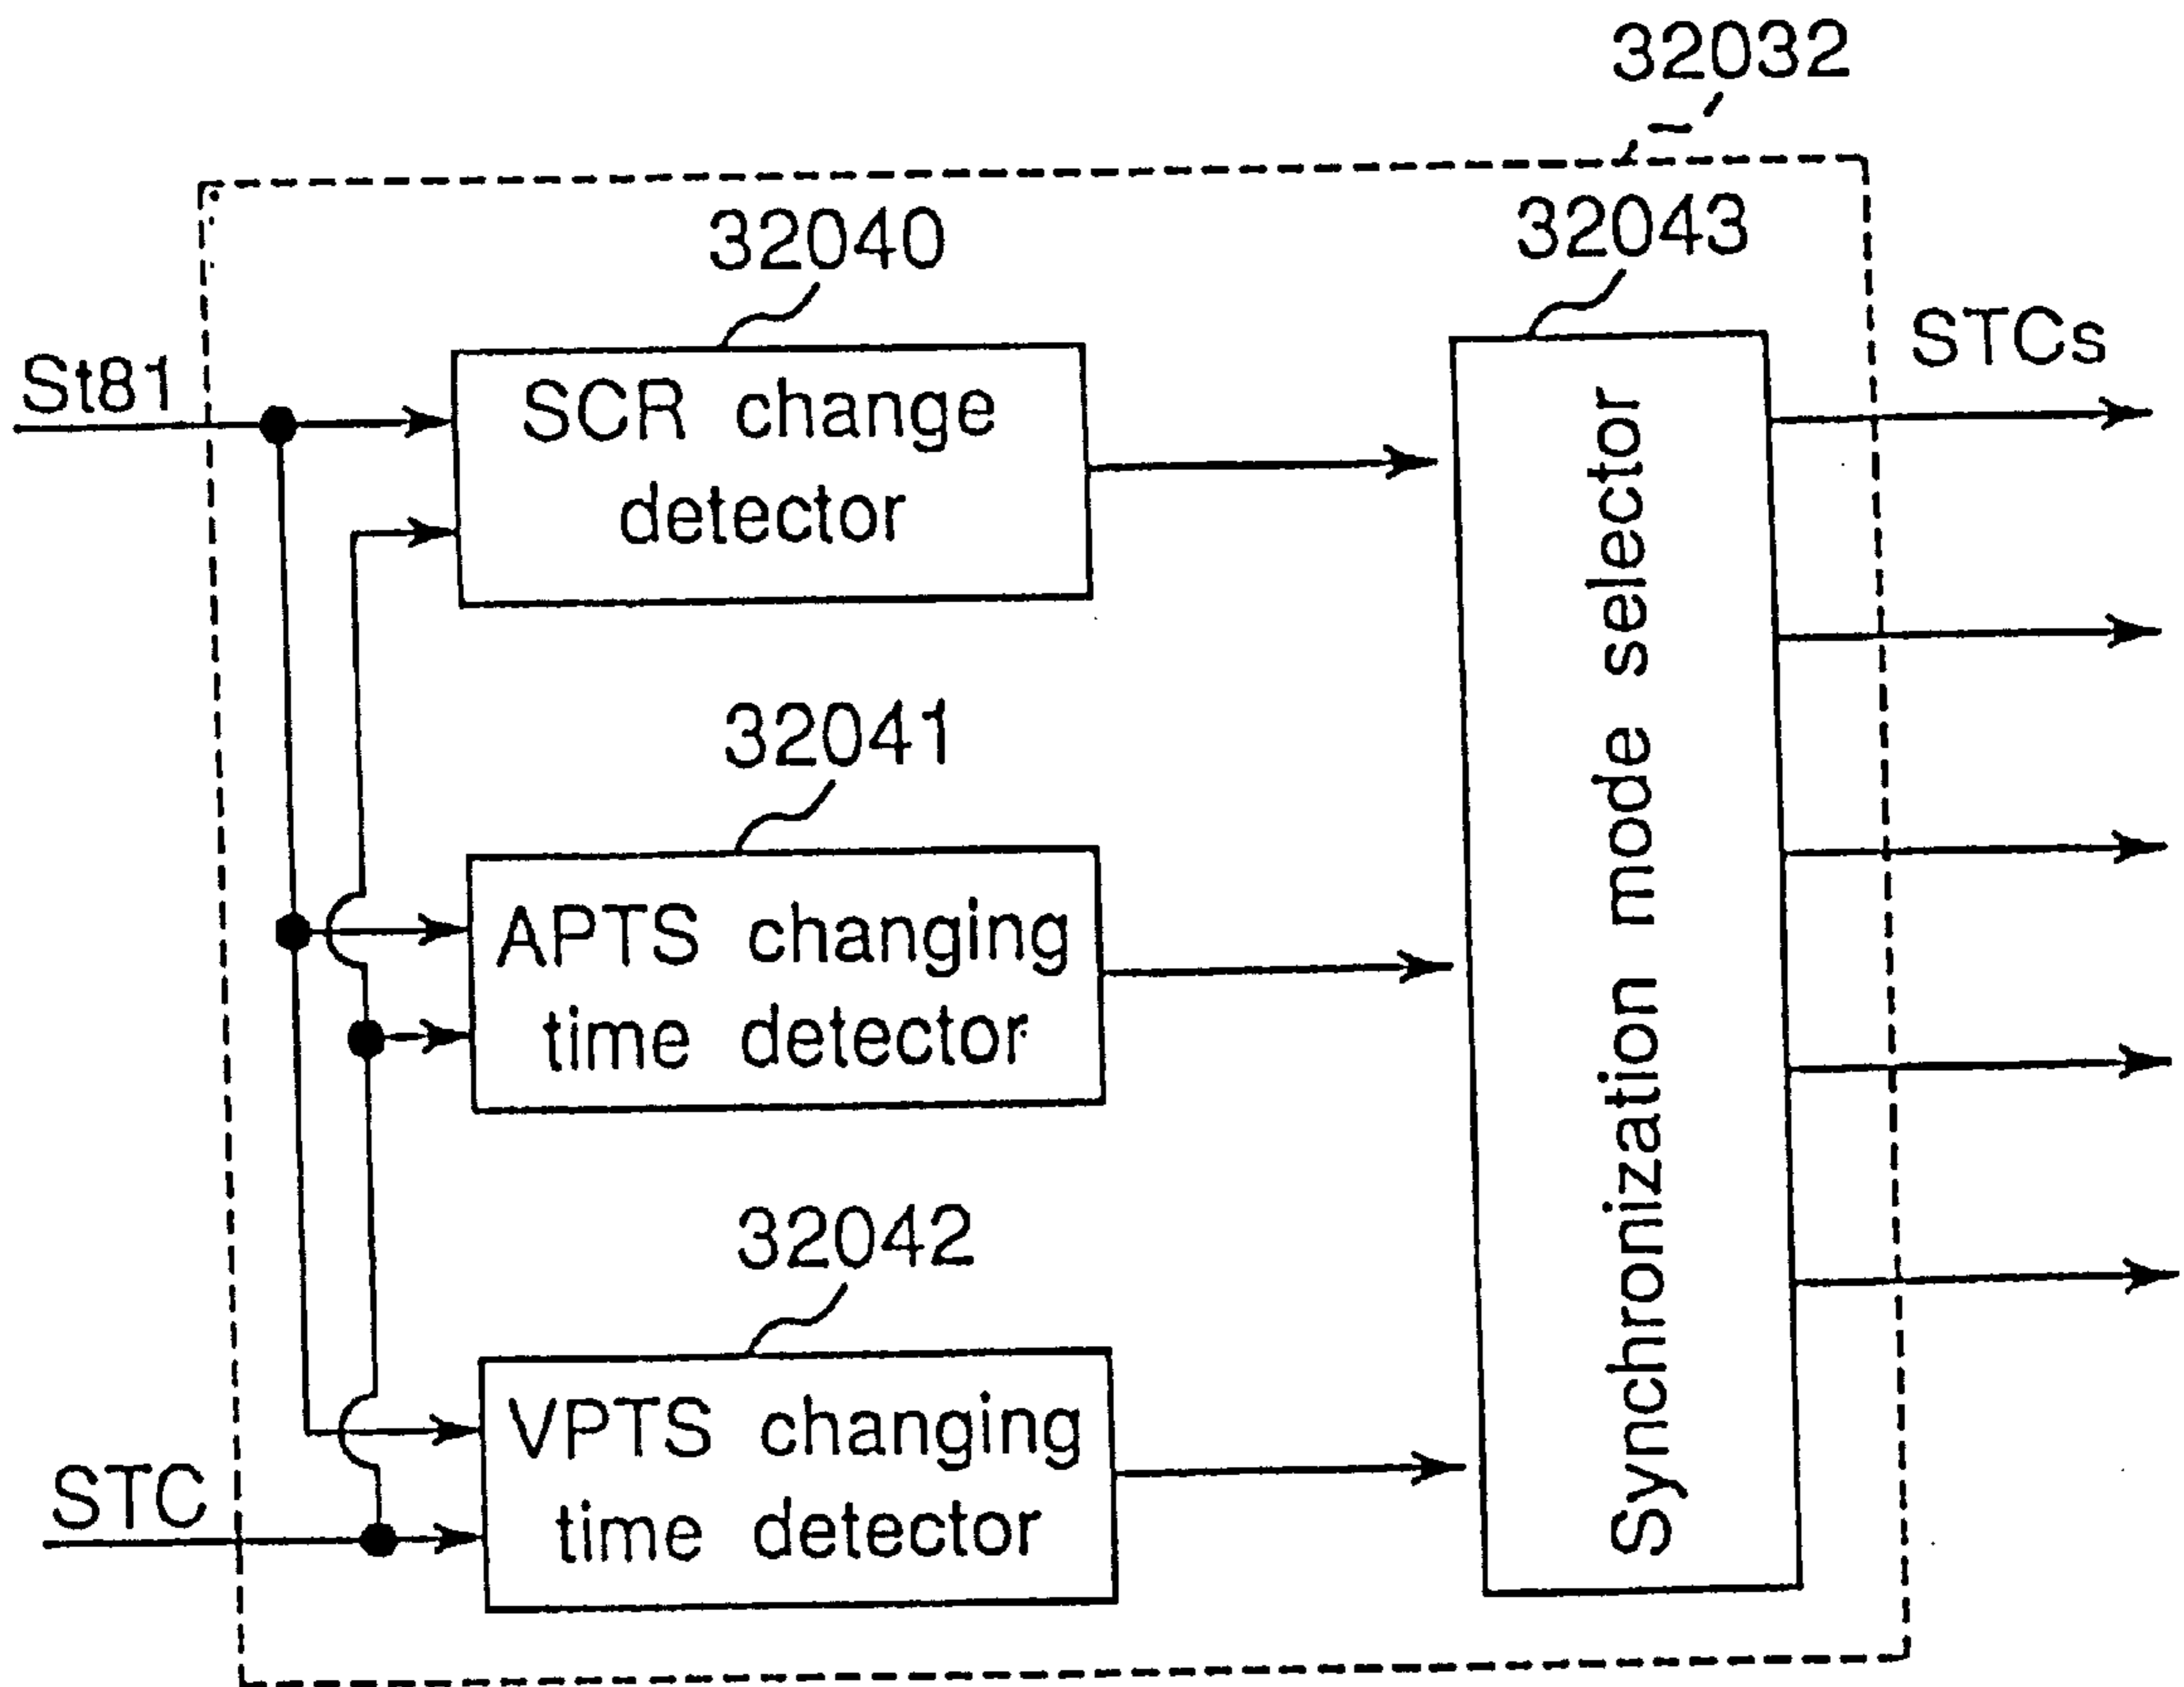 32032
32040
32043
STCs
St81
SCR change
detector
32041
APTS changing
time detector
Synchronization mode selector
32042
VPTS changing
time detector
STC